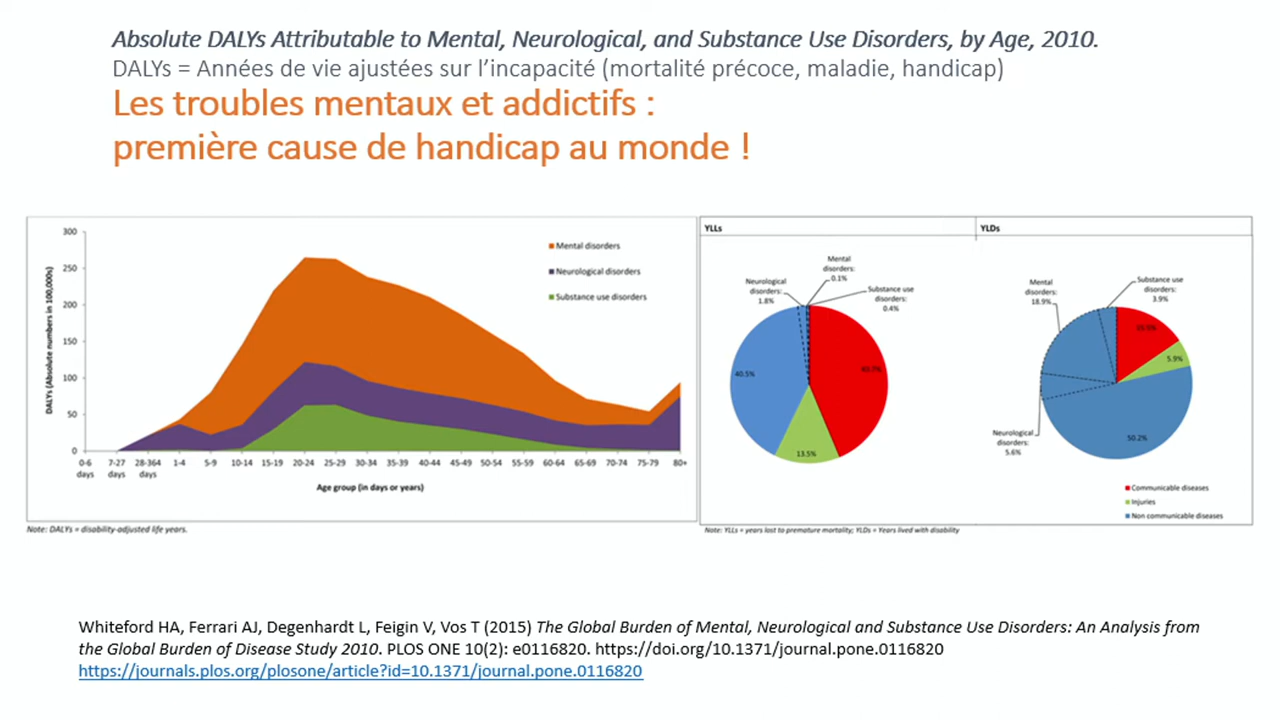 Absolute DALYs Attributable to Mental, Neurological, and Substance Use Disorders, by Age, 2010.
DALYs = Années de vie ajustées sur l'incapacité (mortalité précoce, maladie, handicap)
Les troubles mentaux et addictifs :
première cause de handicap au monde !
DALYs (Absolute numbers in 100,000s)
300
250
200
150
100
50
0
Mental disorders
Neurological disorders
Substance use disorders
0-6 days
7-27 days
28-364 days
1-4
5-9
10-14
15-19
20-24
25-29
30-34
35-39
40-44
45-49
50-54
55-59
60-64
65-69
70-74
75-79
80+
Age group (in days or years)
Note: DALYs = disability-adjusted life years.
YLLs
Mental
disorders:
0.1%
Neurological
disorders:
1.8%
Substance use
disorders:
0.4%
40.5%
13.5%
YLDs
Mental
disorders:
18.9%
Substance use
disorders:
3.9%
5.9%
50.2%
Neurological
disorders:
5.6%
Communicable diseases
Injuries
Non communicable diseases
Note: YLLs = years lost to premature mortality; YLDs = Years lived with disability
Whiteford HA, Ferrari AJ, Degenhardt L, Feigin V, Vos T (2015) The Global Burden of Mental, Neurological and Substance Use Disorders: An Analysis from
the Global Burden of Disease Study 2010. PLOS ONE 10(2): e0116820. https://doi.org/10.1371/journal.pone.0116820
https://journals.plos.org/plosone/article?id=10.1371/journal.pone.0116820